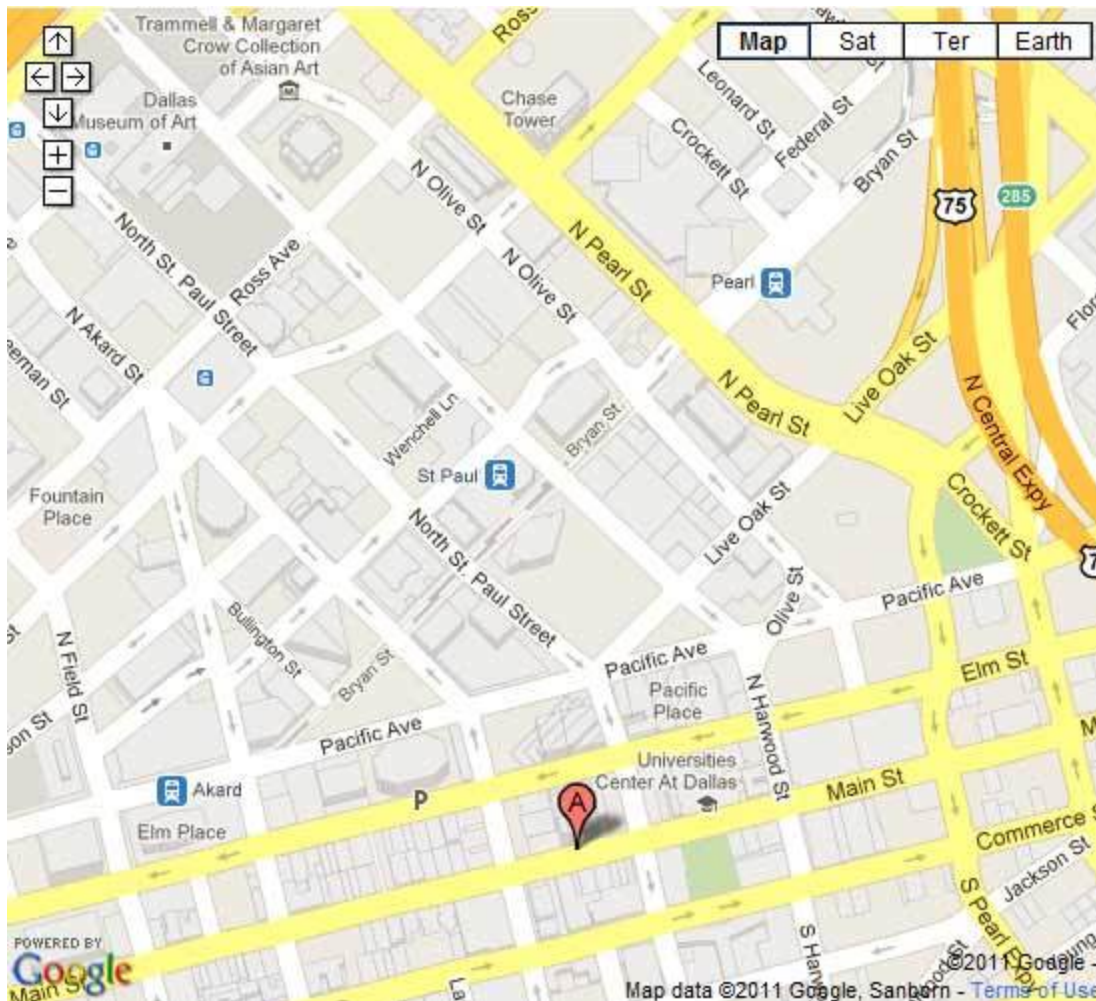 Trammell & Margaret
Crow Collection
of Asian Art
Ross
Map
Sat
Ter
Earth
Dallas
Museum of Art
Chase
Tower
Leonard St
Federal St
Crockett St
Bryan St
75
285
N Olive St
N Olive St
N Pearl St
Pearl
North St. Paul Street
Ross Ave
N Akard St
Live Oak St
N Pearl St
N Central Expy
Wenchell Ln
Bryan St
St Paul
Fountain
Place
Crockett St
Live Oak St
North St. Paul Street
Pacific Ave
Olive St
Bullington St
N Field St
Bryan St
Pacific Ave
Elm St
Pacific
Place
N Harwood St
Pacific Ave
Universities
Center At Dallas
Main St
Akard
P
A
Elm Place
Commerce S
Jackson St
S Pearl Expy
S Har
POWERED BY
Google
Main St
La
©2011 Google -
Map data ©2011 Google, Sanborn - Terms of Use